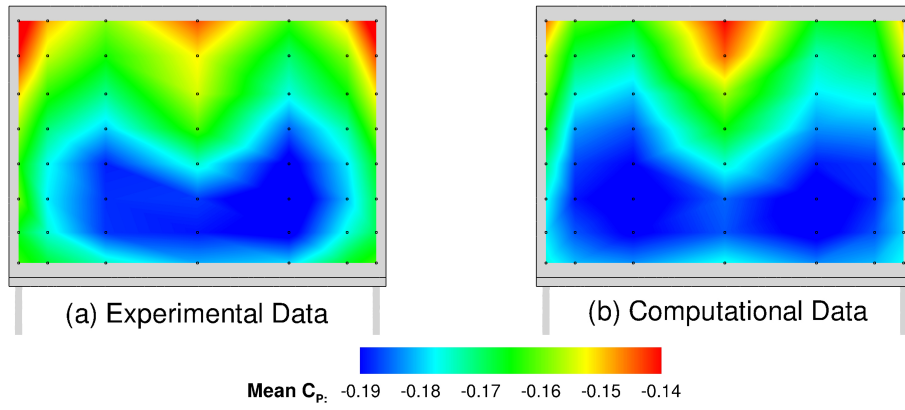 (a) Experimental Data
(b) Computational Data
Mean C_P: -0.19 -0.18 -0.17 -0.16 -0.15 -0.14